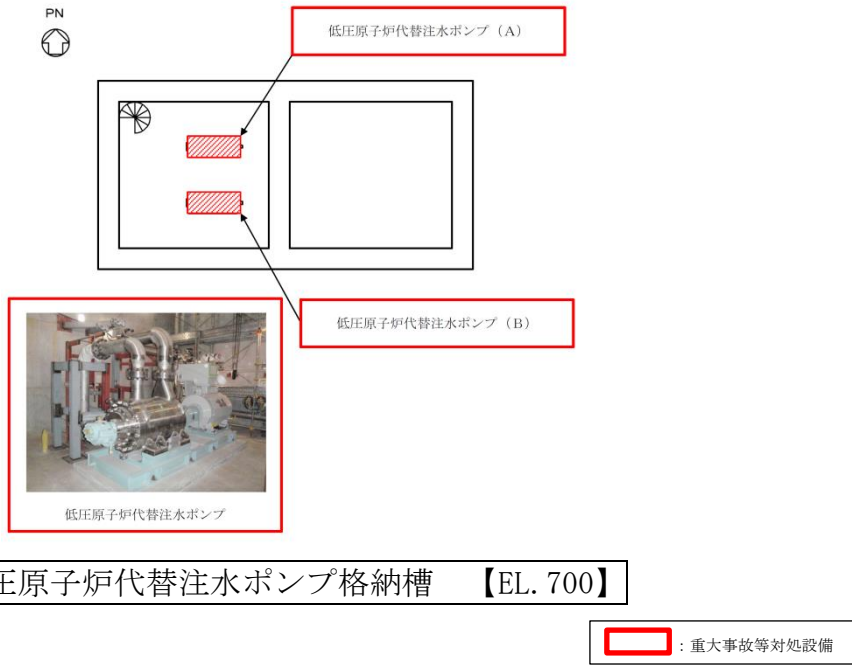 PN
低圧原子炉代替注水ポンプ（A）
低圧原子炉代替注水ポンプ（B）
低圧原子炉代替注水ポンプ
圧原子炉代替注水ポンプ格納槽　【EL.700】
：重大事故等対処設備